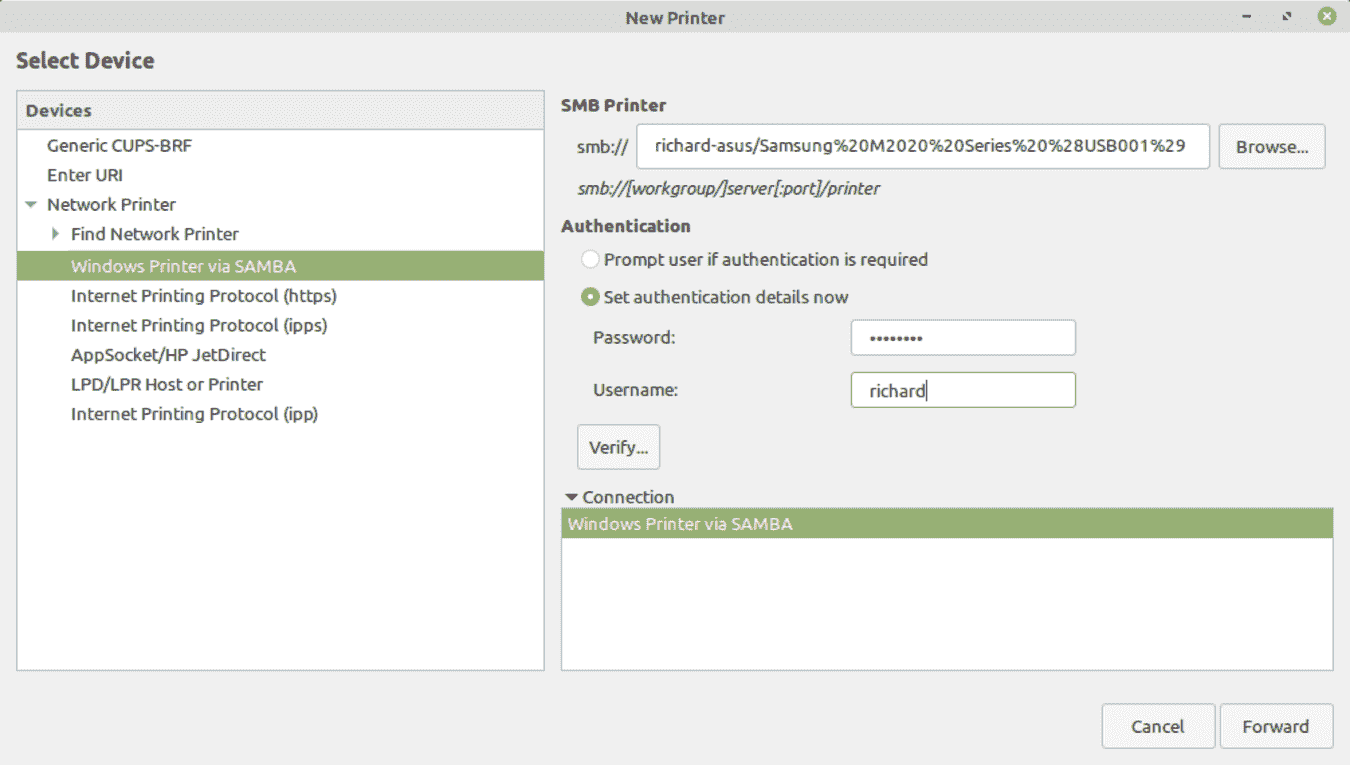 New Printer
Select Device
Devices
Generic CUPS-BRF
Enter URI
Network Printer
Find Network Printer
Windows Printer via SAMBA
Internet Printing Protocol (https)
Internet Printing Protocol (ipps)
AppSocket/HP JetDirect
LPD/LPR Host or Printer
Internet Printing Protocol (ipp)
SMB Printer
smb:// richard-asus/Samsung%20M2020%20Series%20%28USB001%29 Browse...
smb://[workgroup/]server[:port]/printer
Authentication
Prompt user if authentication is required
Set authentication details now
Password: ••••••••
Username: richard
Verify...
Connection
Windows Printer via SAMBA
Cancel Forward